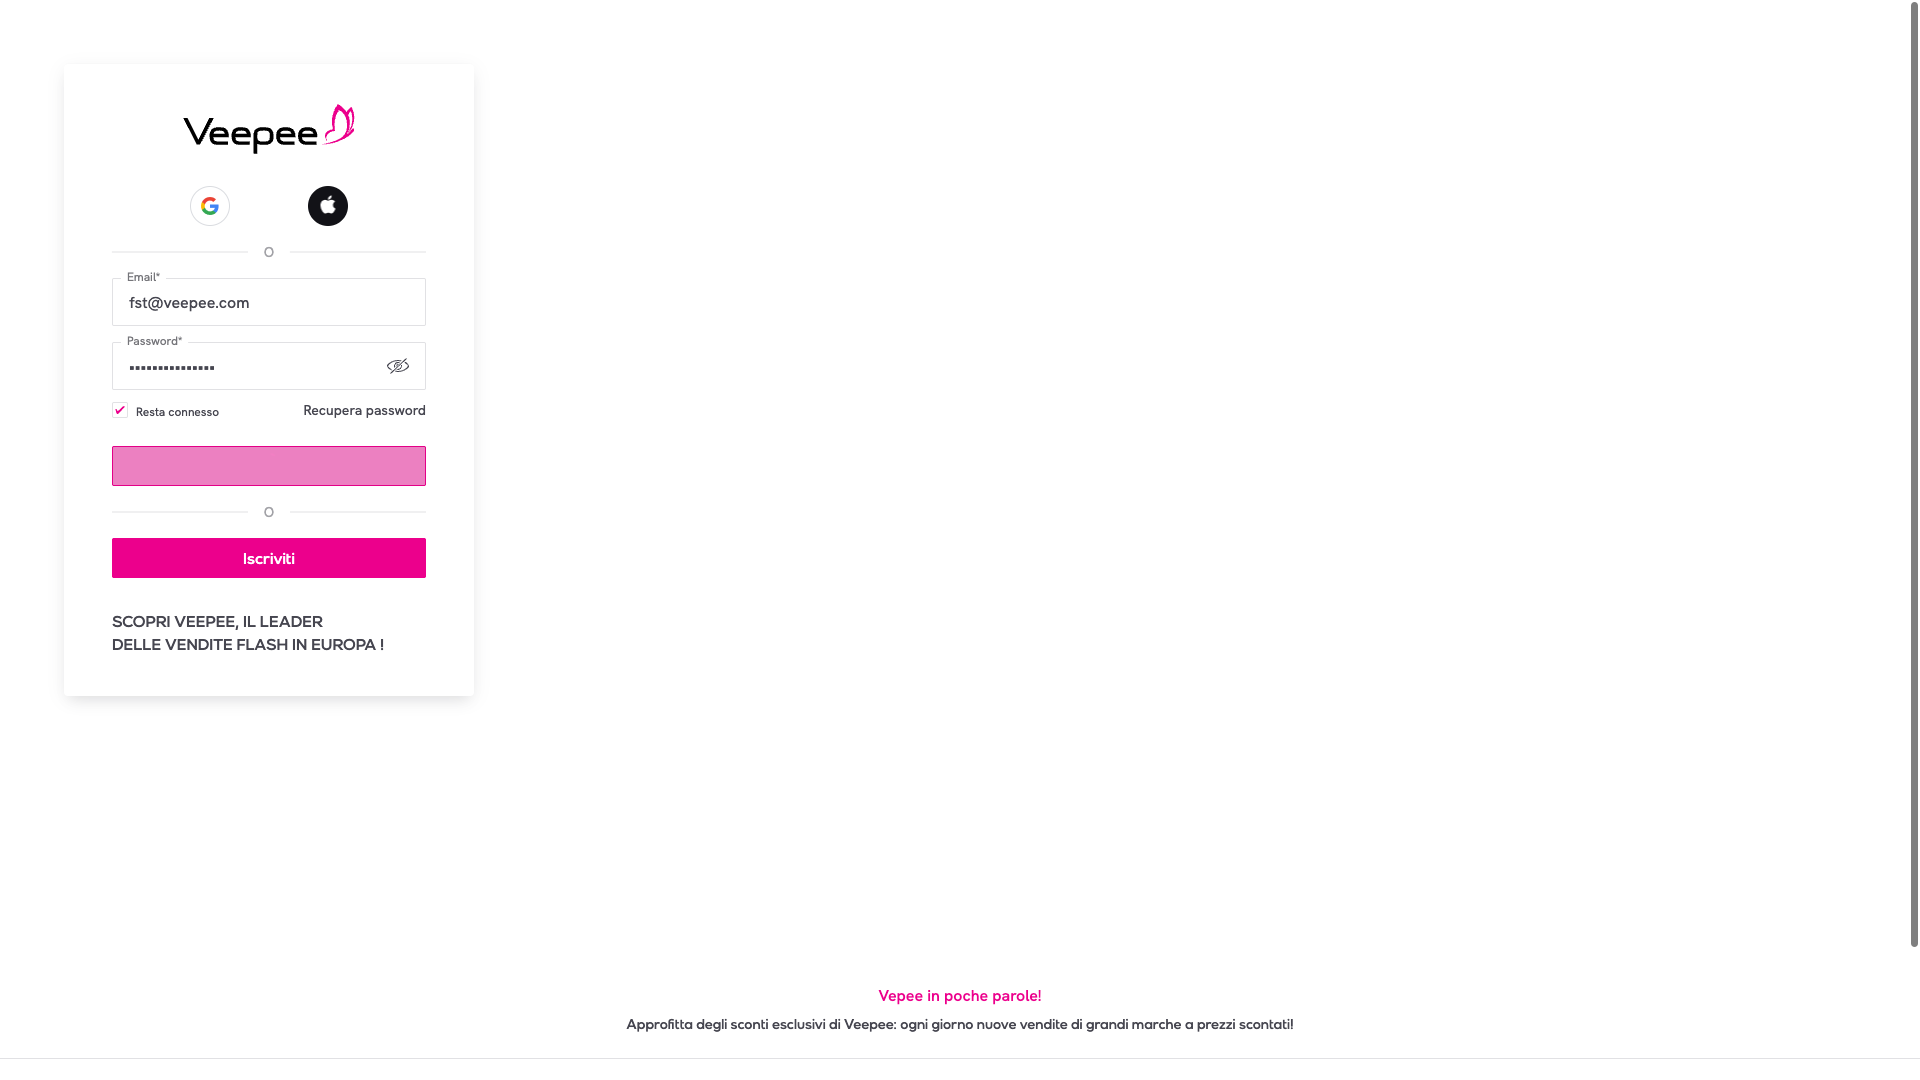 Veepee
O
Email*
fst@veepee.com
Password*
•••••••••••••••
Resta connesso
Recupera password
O
Iscriviti
SCOPRI VEEPEE, IL LEADER
DELLE VENDITE FLASH IN EUROPA !
Vepee in poche parole!
Approfitta degli sconti esclusivi di Veepee: ogni giorno nuove vendite di grandi marche a prezzi scontati!